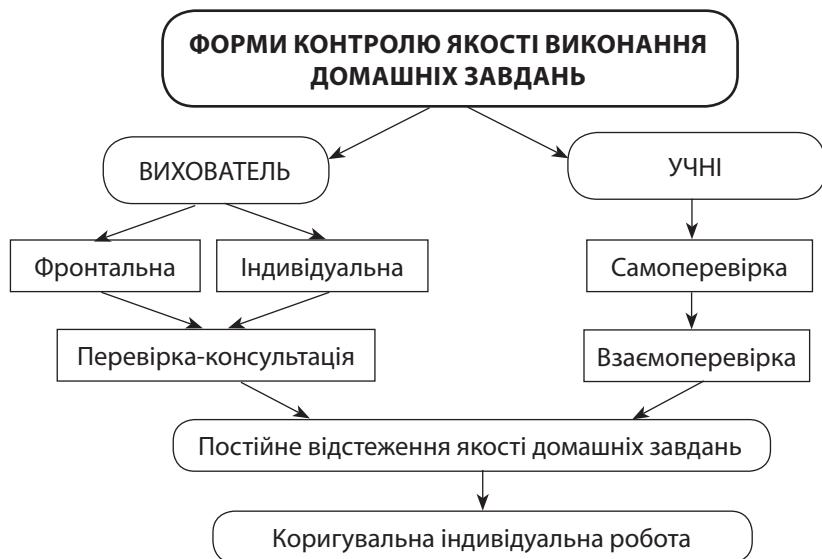 ФОРМИ КОНТРОЛЮ ЯКОСТІ ВИКОНАННЯ
ДОМАШНІХ ЗАВДАНЬ
ВИХОВАТЕЛЬ
УЧНІ
Фронтальна
Індивідуальна
Самоперевірка
Перевірка-консультація
Взаємоперевірка
Постійне відстеження якості домашніх завдань
Коригувальна індивідуальна робота